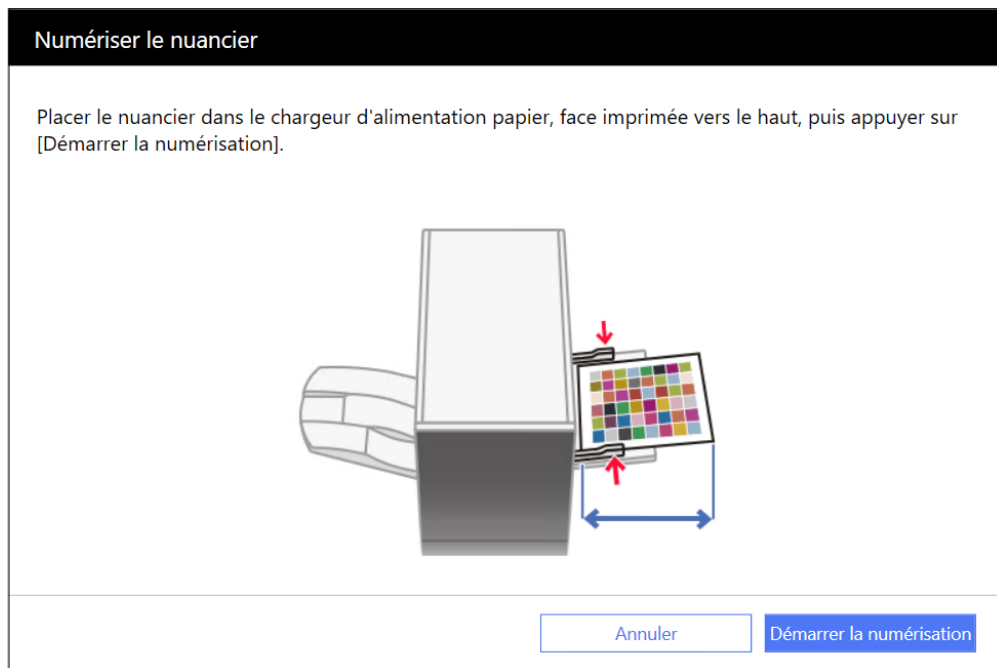 Numériser le nuancier
Placer le nuancier dans le chargeur d'alimentation papier, face imprimée vers le haut, puis appuyer sur
[Démarrer la numérisation].
Annuler
Démarrer la numérisation